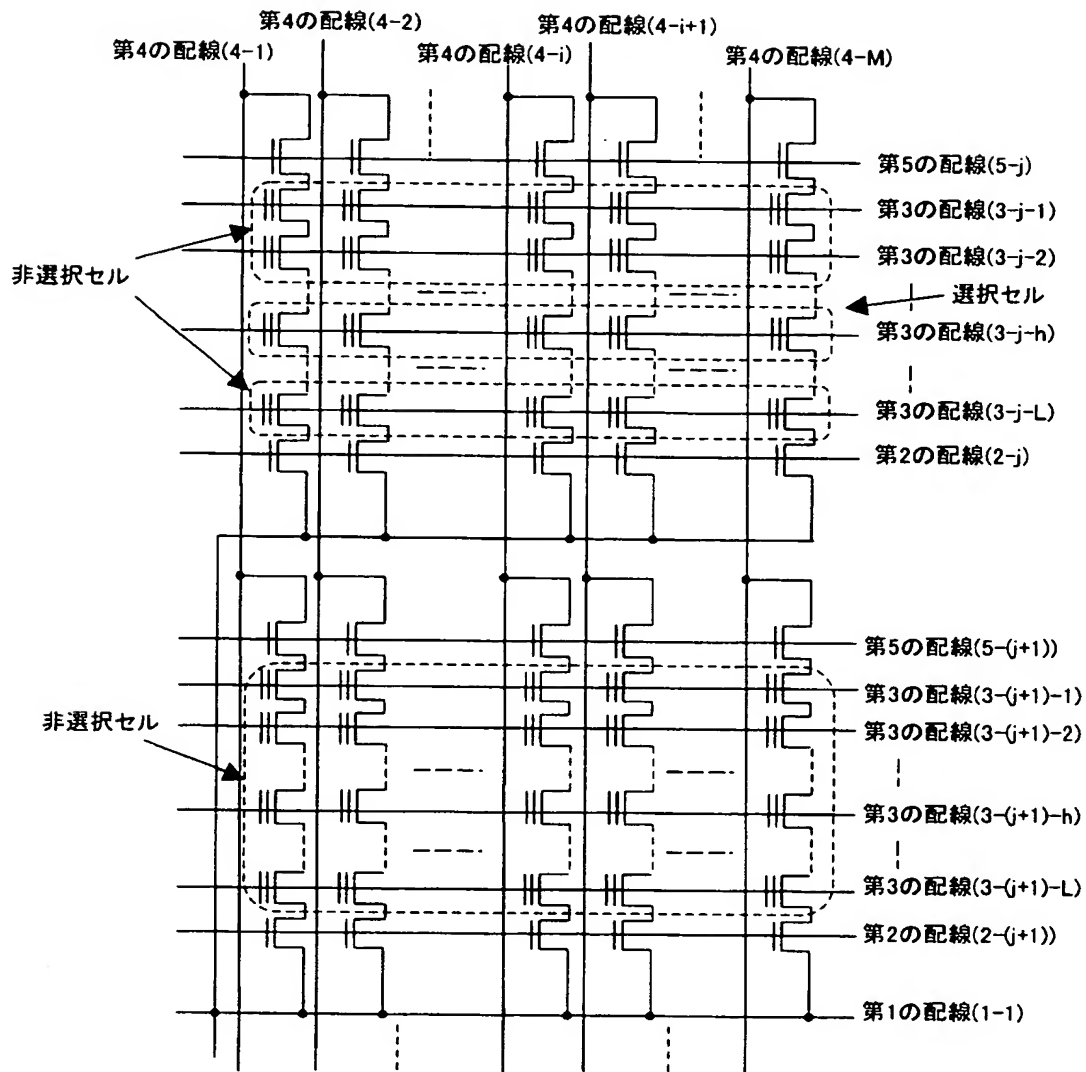 第4の配線(4-2)
第4の配線(4-i+1)
第4の配線(4-1)
第4の配線(4-i)
第4の配線(4-M)
第5の配線(5-j)
第3の配線(3-j-1)
第3の配線(3-j-2)
非選択セル
選択セル
第3の配線(3-j-h)
第3の配線(3-j-L)
第2の配線(2-j)
第5の配線(5-(j+1))
第3の配線(3-(j+1)-1)
非選択セル
第3の配線(3-(j+1)-2)
第3の配線(3-(j+1)-h)
第3の配線(3-(j+1)-L)
第2の配線(2-(j+1))
第1の配線(1-1)